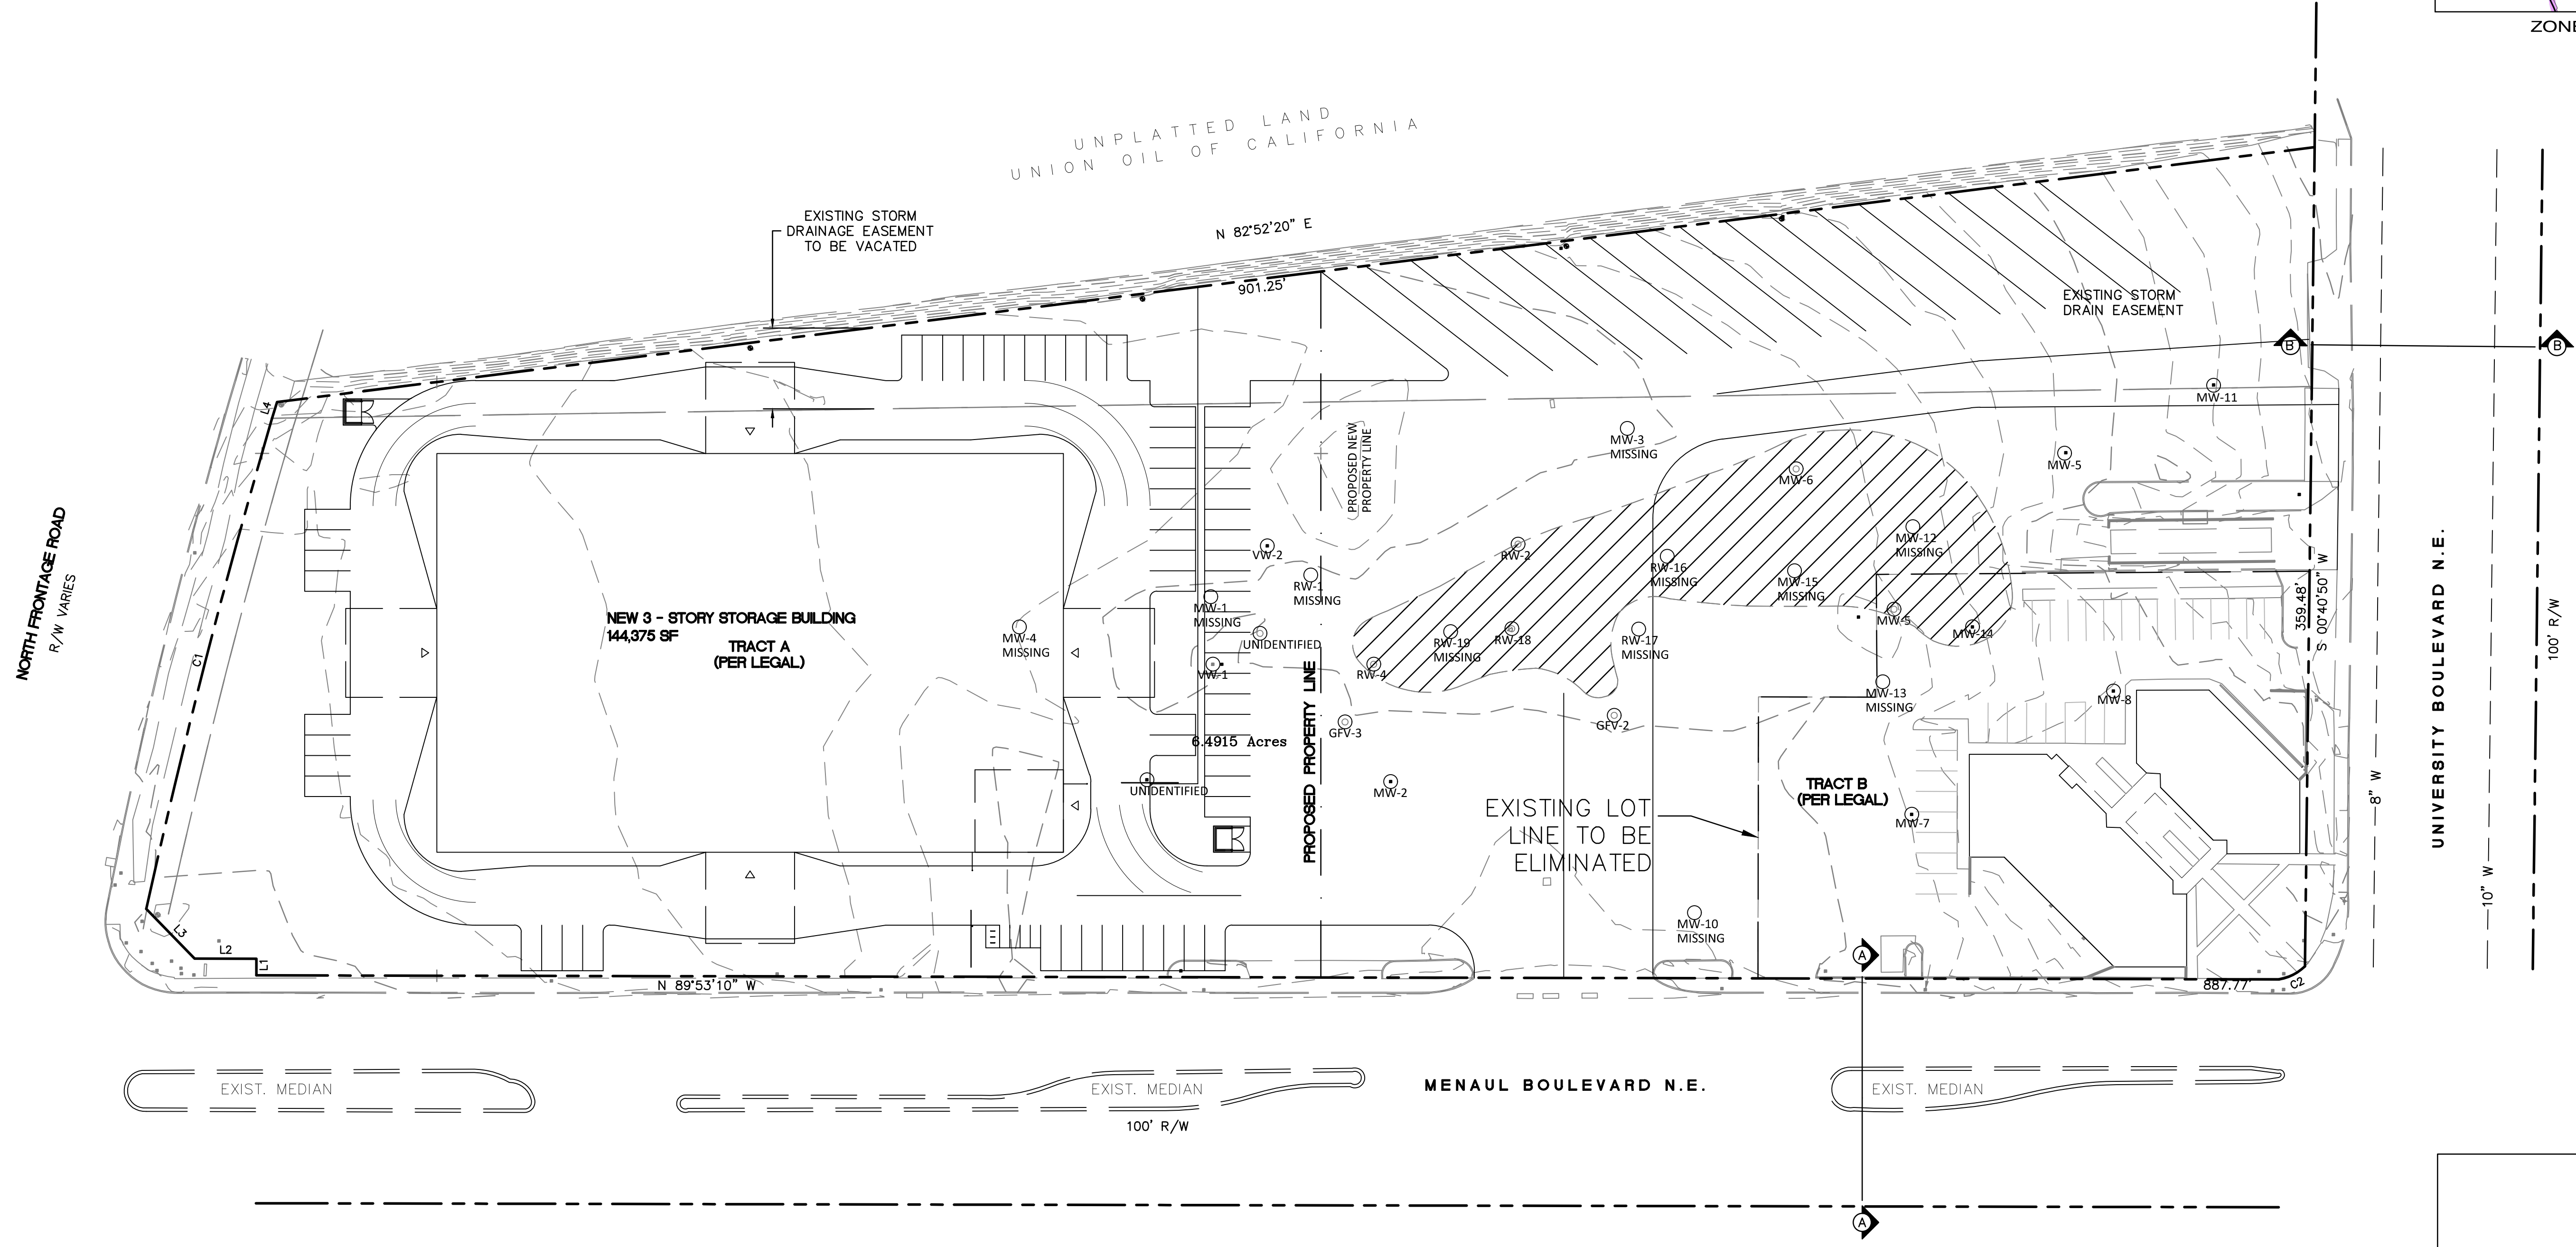 ZONE
UNPLATTED LAND
UNION OIL OF CALIFORNIA
EXISTING STORM
DRAINAGE EASEMENT
TO BE VACATED
N 82°52'20" E
901.25'
EXISTING STORM
DRAIN EASEMENT
B
B
L4
MW-11
PROPOSED NEW
PROPERTY LINE
MW-3
MISSING
MW-5
MW-6
NORTH FRONTAGE ROAD
R/W VARIES
C1
MW-12
MISSING
VW-2
RW-2
RW-1
MISSING
RW-16
MISSING
MW-15
MISSING
359.48'
S 00°40'50" W
UNIVERSITY BOULEVARD N.E.
100' R/W
NEW 3 - STORY STORAGE BUILDING
144,375 SF
TRACT A
(PER LEGAL)
MW-4
MISSING
MW-1
MISSING
UNIDENTIFIED
VW-1
RW-19
MISSING
RW-18
RW-4
RW-17
MISSING
MW-5
MW-14
MW-13
MISSING
MW-8
PROPOSED PROPERTY LINE
GFV-3
GFV-2
6.4915 Acres
UNIDENTIFIED
MW-2
EXISTING LOT
LINE TO BE
ELIMINATED
TRACT B
(PER LEGAL)
MW-7
8" W
10" W
MW-10
MISSING
L3
L2
L1
A
N 89°53'10" W
887.77'
C2
EXIST. MEDIAN
EXIST. MEDIAN
MENAUL BOULEVARD N.E.
EXIST. MEDIAN
100' R/W
A